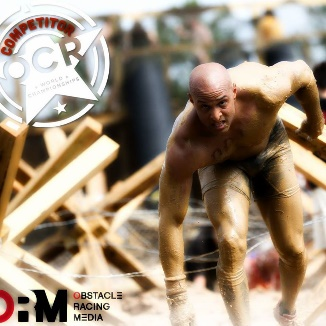 COMPETITOR
OCR
WORLD
CHAMPIONSHIPS
ORM OBSTACLE
RACING
MEDIA